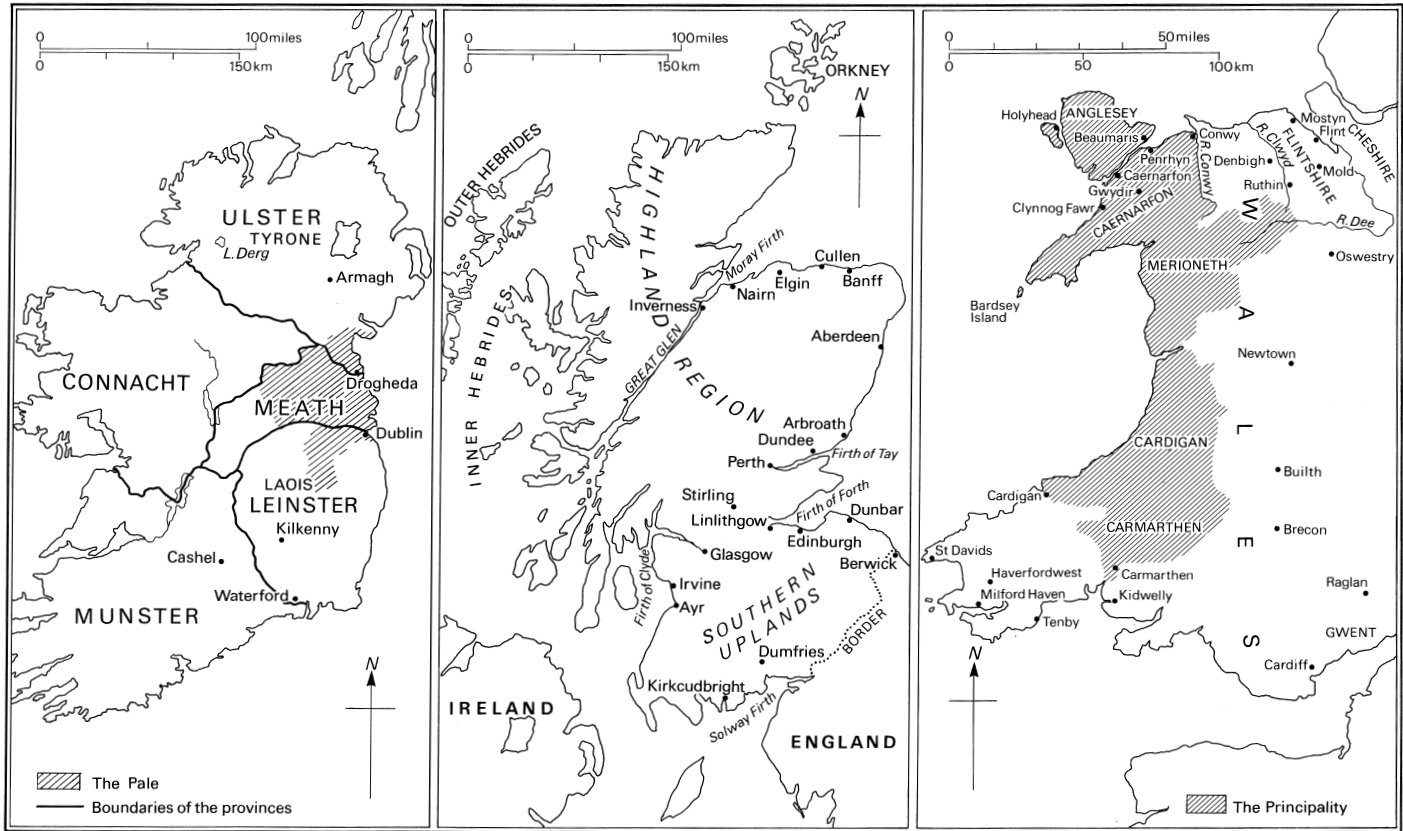 0 100 miles
0 150 km
ULSTER
TYRONE
L. Derg
Armagh
CONNACHT
Drogheda
MEATH
Dublin
LAOIS
LEINSTER
Kilkenny
Cashel
Waterford
MUNSTER
N
The Pale
Boundaries of the provinces
0 100 miles
0 150 km
ORKNEY
N
OUTER HEBRIDES
HIGHLAND REGION
INNER HEBRIDES
Moray Firth
Cullen
Elgin
Banff
Nairn
Inverness
GREAT GLEN
Aberdeen
Arbroath
Dundee
Firth of Tay
Perth
Stirling
Firth of Forth
Linlithgow
Dunbar
Edinburgh
Glasgow
Berwick
Firth of Clyde
Irvine
Ayr
SOUTHERN
UPLANDS
BORDER
Dumfries
Kirkcudbright
Solway Firth
IRELAND
ENGLAND
0 50 miles
0 50 100 km
Holyhead
ANGLESEY
Beaumaris
Conwy
Mostyn
Flint
CHESHIRE
Penrhyn
R. Conwy
R. Clwyd
FLINTSHIRE
Denbigh
Mold
Caernarfon
Gwydir
Ruthin
Clynnog Fawr
CAERNARFON
R. Dee
MERIONETH
Oswestry
Bardsey
Island
WALES
Newtown
CARDIGAN
Builth
Cardigan
CARMARTHEN
Brecon
St Davids
Haverfordwest
Carmarthen
Milford Haven
Kidwelly
Raglan
Tenby
GWENT
Cardiff
N
The Principality